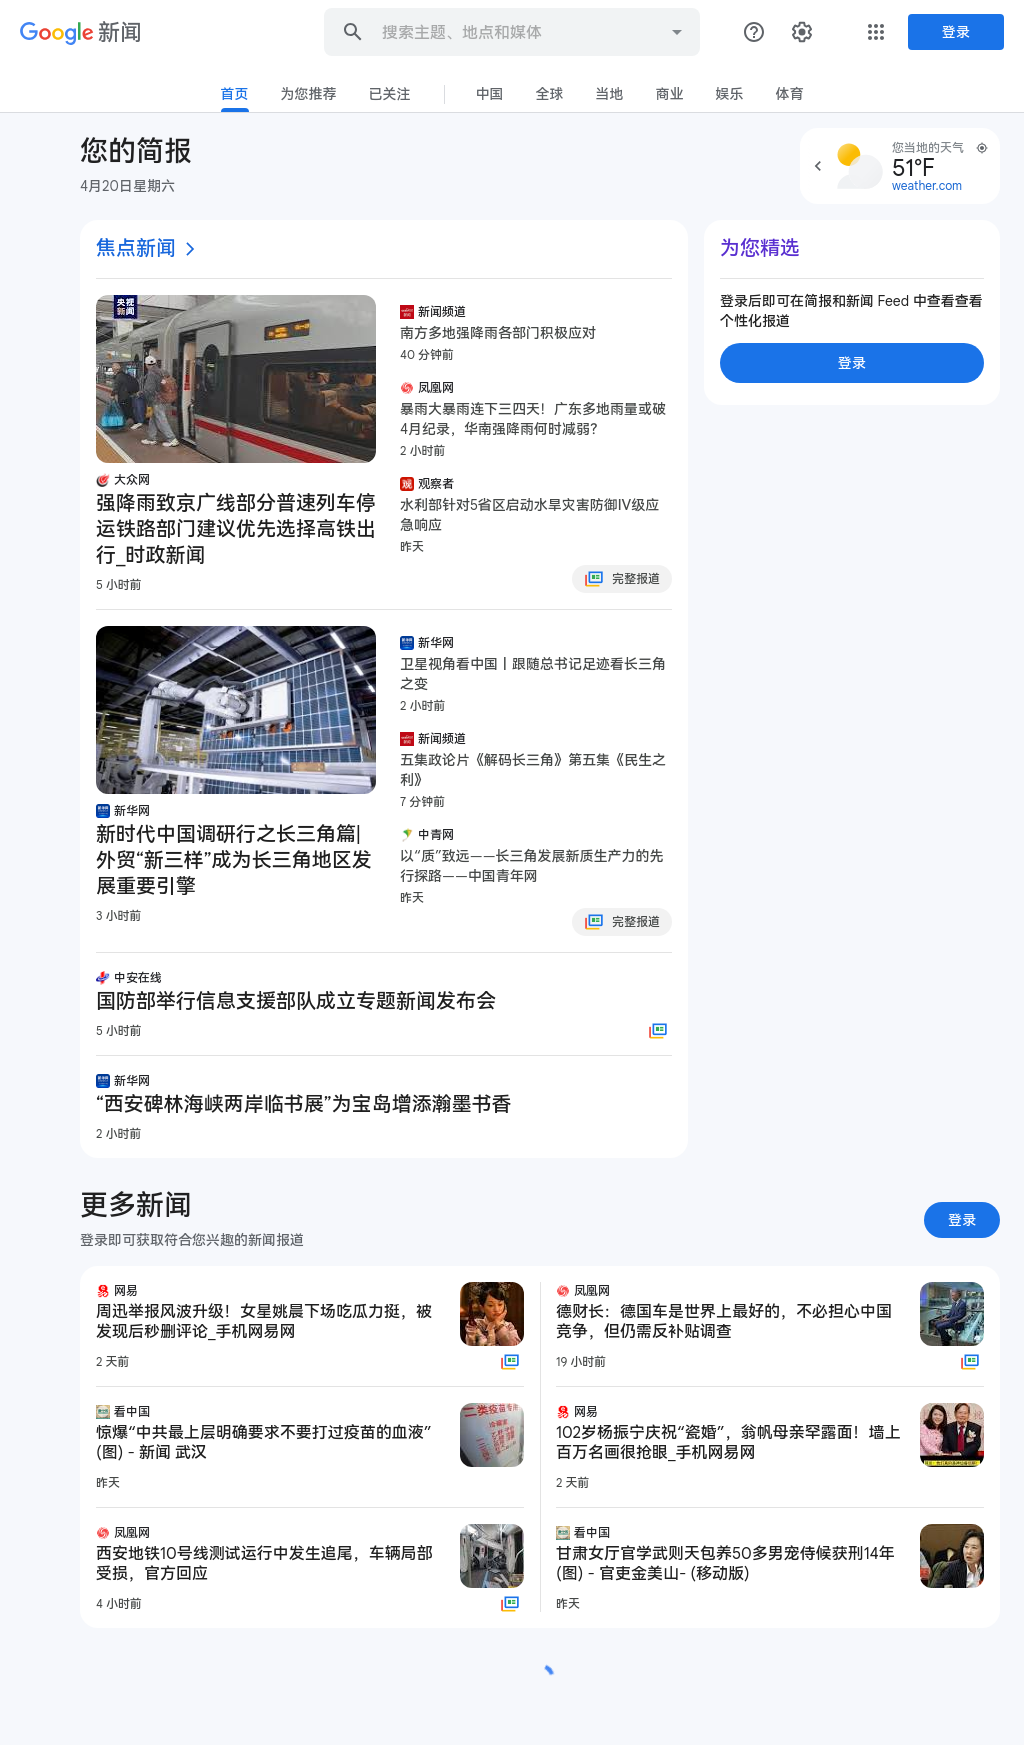 Google 新闻
搜索主题、地点和媒体
登录
首页
为您推荐
已关注
中国
全球
当地
商业
娱乐
体育
您的简报
4月20日星期六
您当地的天气
51°F
weather.com
焦点新闻
央视
新闻
大众网
强降雨致京广线部分普速列车停
运铁路部门建议优先选择高铁出
行_时政新闻
5 小时前
新闻频道
南方多地强降雨各部门积极应对
40 分钟前
凤凰网
暴雨大暴雨连下三四天！广东多地雨量或破
4月纪录，华南强降雨何时减弱？
2 小时前
观察者
水利部针对5省区启动水旱灾害防御IV级应
急响应
昨天
完整报道
新华网
新时代中国调研行之长三角篇|
外贸“新三样”成为长三角地区发
展重要引擎
3 小时前
新华网
卫星视角看中国丨跟随总书记足迹看长三角
之变
2 小时前
新闻频道
五集政论片《解码长三角》第五集《民生之
利》
7 分钟前
中青网
以“质”致远——长三角发展新质生产力的先
行探路——中国青年网
昨天
完整报道
中安在线
国防部举行信息支援部队成立专题新闻发布会
5 小时前
新华网
“西安碑林海峡两岸临书展”为宝岛增添瀚墨书香
2 小时前
为您精选
登录后即可在简报和新闻 Feed 中查看查看
个性化报道
登录
更多新闻
登录即可获取符合您兴趣的新闻报道
登录
网易
周迅举报风波升级！女星姚晨下场吃瓜力挺，被
发现后秒删评论_手机网易网
2 天前
看中国
惊爆“中共最上层明确要求不要打过疫苗的血液”
(图) - 新闻 武汉
昨天
二类疫苗专用
凤凰网
西安地铁10号线测试运行中发生追尾，车辆局部
受损，官方回应
4 小时前
凤凰网
德财长：德国车是世界上最好的，不必担心中国
竞争，但仍需反补贴调查
19 小时前
网易
102岁杨振宁庆祝“瓷婚”，翁帆母亲罕露面！墙上
百万名画很抢眼_手机网易网
2 天前
看中国
甘肃女厅官学武则天包养50多男宠侍候获刑14年
(图) - 官吏金美山- (移动版)
昨天